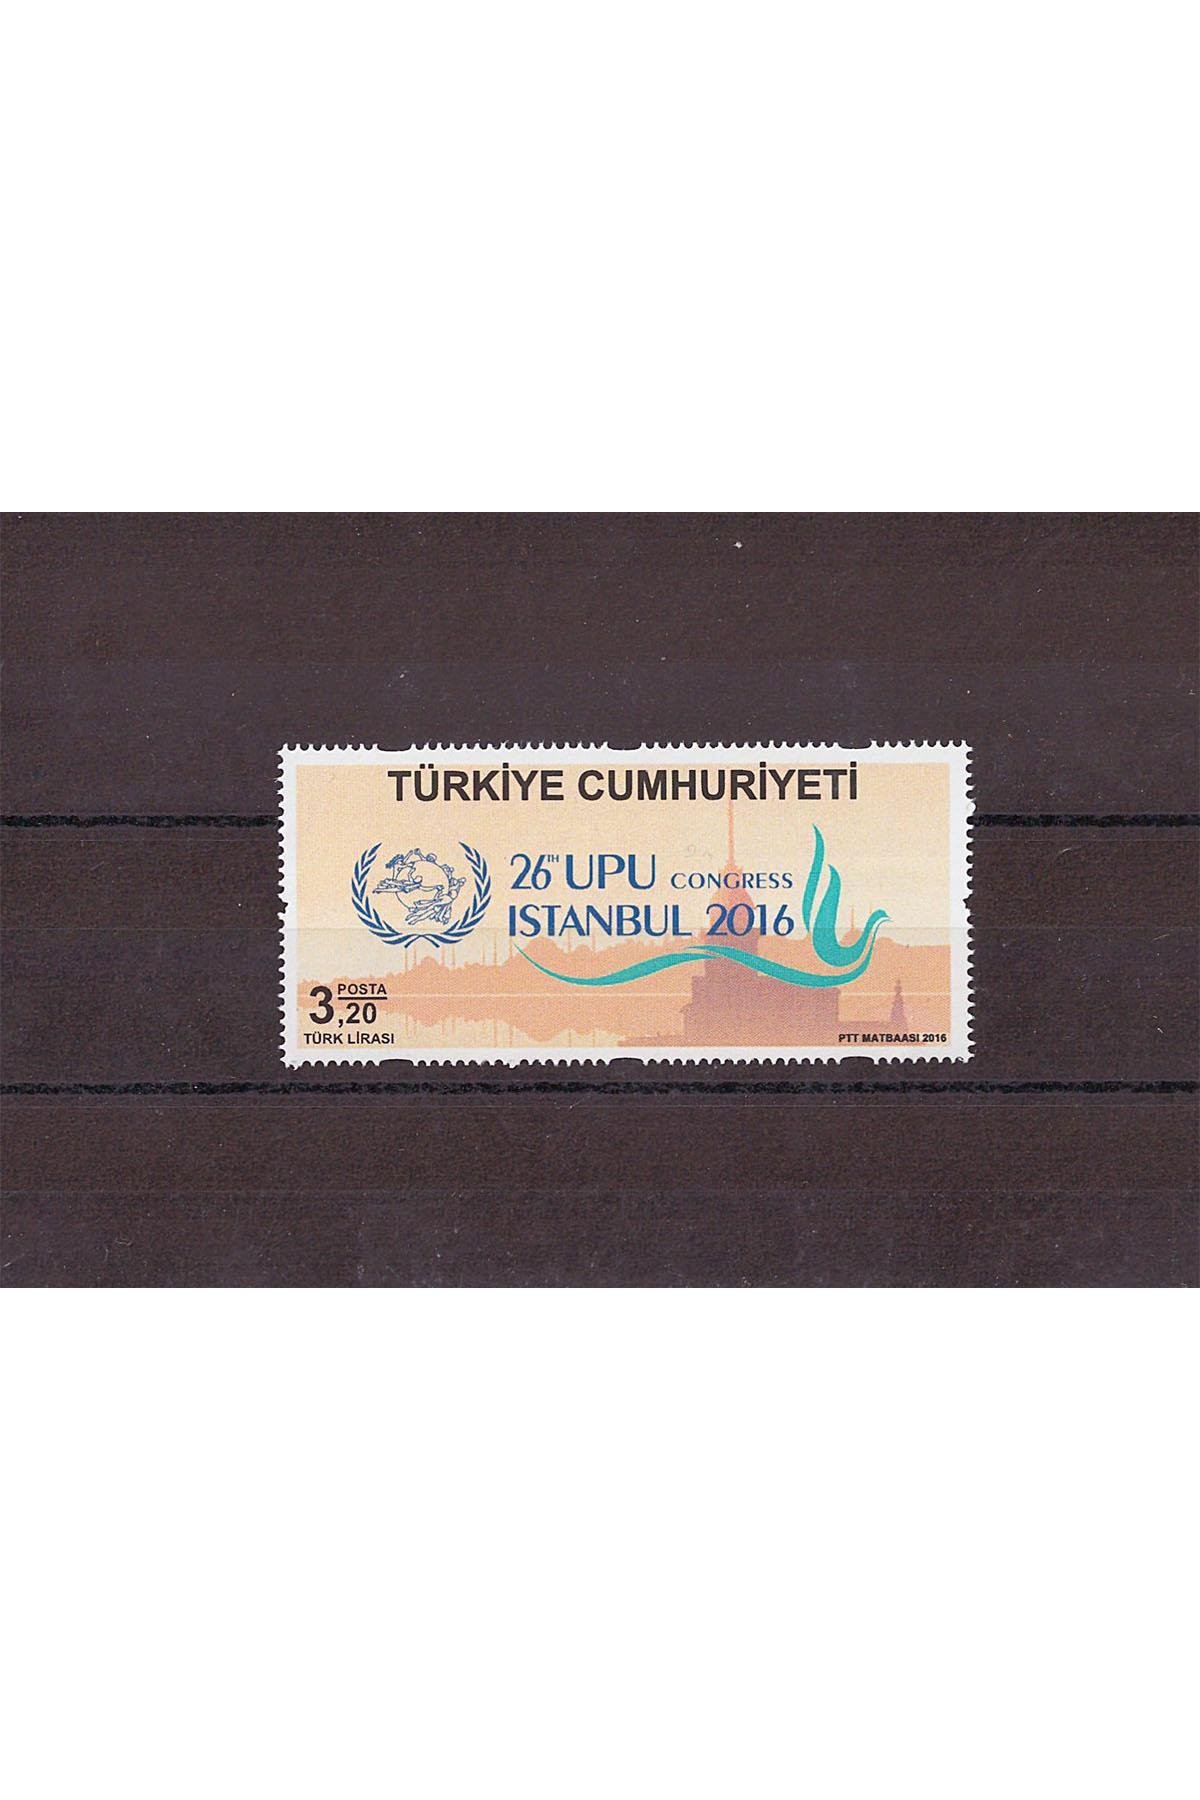 TÜRKİYE CUMHURİYETİ
26TH UPU CONGRESS
ISTANBUL 2016
POSTA
3,20
TÜRK LİRASI
PTT MATBAASI 2016